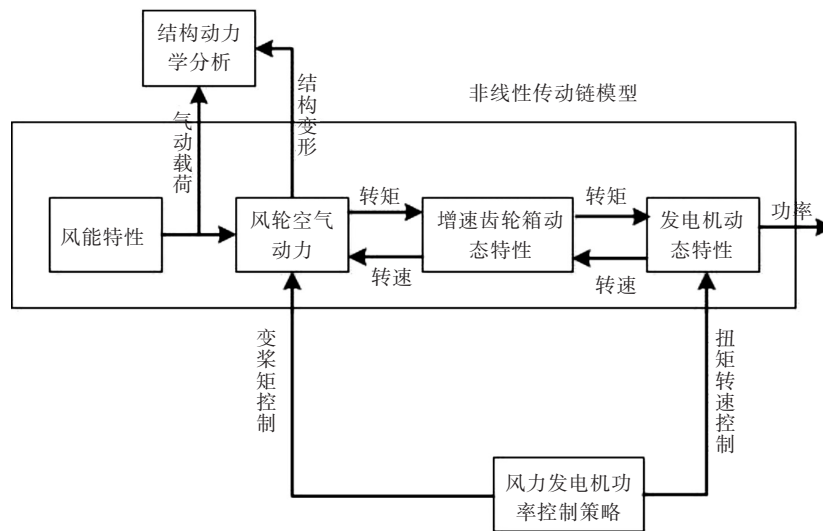 结构动力
学分析
非线性传动链模型
气动载荷
结构变形
风能特性
风轮空气
动力
转矩
转速
增速齿轮箱动
态特性
转矩
转速
发电机动
态特性
功率
变桨矩控制
扭矩转速控制
风力发电机功
率控制策略